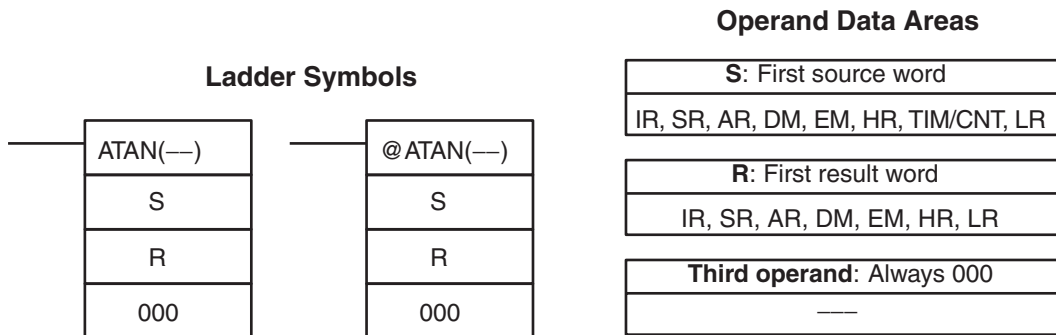 Ladder Symbols
ATAN(––)
S
R
000
@ATAN(––)
S
R
000
Operand Data Areas
S: First source word
IR, SR, AR, DM, EM, HR, TIM/CNT, LR
R: First result word
IR, SR, AR, DM, EM, HR, LR
Third operand: Always 000
–––